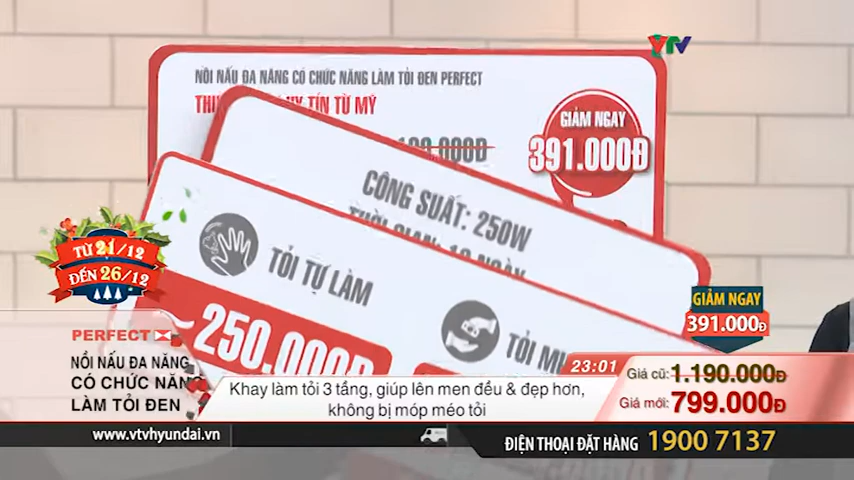 VTV
NỒI NẤU ĐA NĂNG CÓ CHỨC NĂNG LÀM TỎI ĐEN PERFECT
TÍN TỪ MỸ
GIẢM NGAY
391.000Đ
CÔNG SUẤT: 250W
TỎI TỰ LÀM
250.000Đ
TỎI
TỪ 21/12
ĐẾN 26/12
GIẢM NGAY
391.000Đ
PERFECT
NỒI NẤU ĐA NĂNG
CÓ CHỨC NĂNG
LÀM TỎI ĐEN
Khay làm tỏi 3 tầng, giúp lên men đều & đẹp hơn,
không bị móp méo tỏi
23:01
Giá cũ: 1.190.000Đ
Giá mới: 799.000Đ
www.vtvhyundai.vn
ĐIỆN THOẠI ĐẶT HÀNG 1900 7137